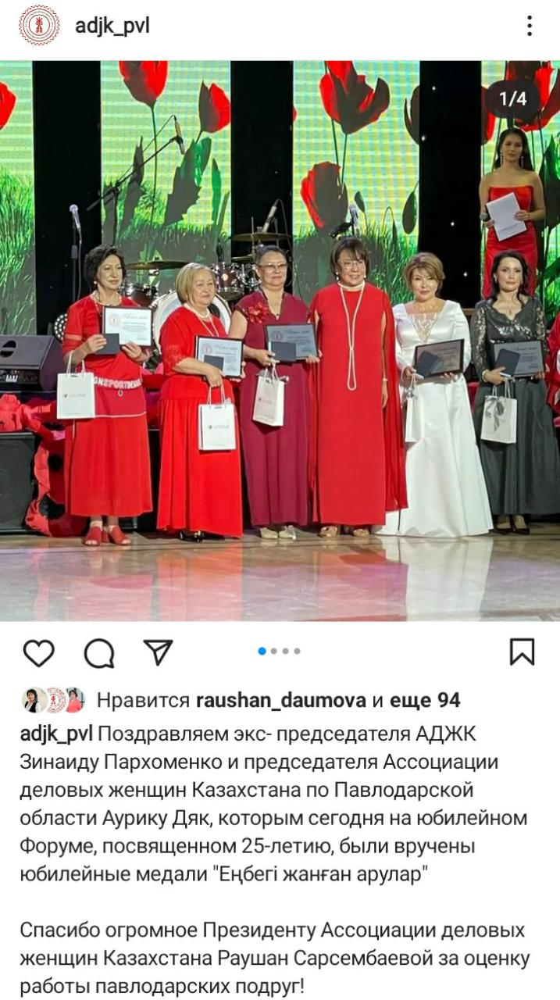 adjk_pvl
1/4
Нравится raushan_daumova и еще 94
adjk_pvl Поздравляем экс- председателя АДЖК
Зинаиду Пархоменко и председателя Ассоциации
деловых женщин Казахстана по Павлодарской
области Аурику Дяк, которым сегодня на юбилейном
Форуме, посвященном 25-летию, были вручены
юбилейные медали "Еңбегі жанған арулар"
Спасибо огромное Президенту Ассоциации деловых
женщин Казахстана Раушан Сарсембаевой за оценку
работы павлодарских подруг!